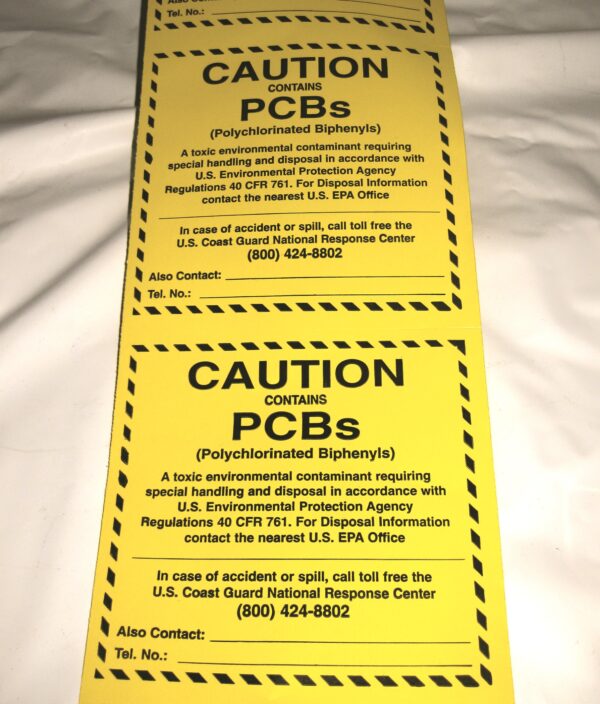 Tel. No.:
CAUTION
CONTAINS
PCBs
(Polychlorinated Biphenyls)
A toxic environmental contaminant requiring
special handling and disposal in accordance with
U.S. Environmental Protection Agency
Regulations 40 CFR 761. For Disposal Information
contact the nearest U.S. EPA Office
In case of accident or spill, call toll free the
U.S. Coast Guard National Response Center
(800) 424-8802
Also Contact:
Tel. No.:
CAUTION
CONTAINS
PCBs
(Polychlorinated Biphenyls)
A toxic environmental contaminant requiring
special handling and disposal in accordance with
U.S. Environmental Protection Agency
Regulations 40 CFR 761. For Disposal Information
contact the nearest U.S. EPA Office
In case of accident or spill, call toll free the
U.S. Coast Guard National Response Center
(800) 424-8802
Also Contact:
Tel. No.: